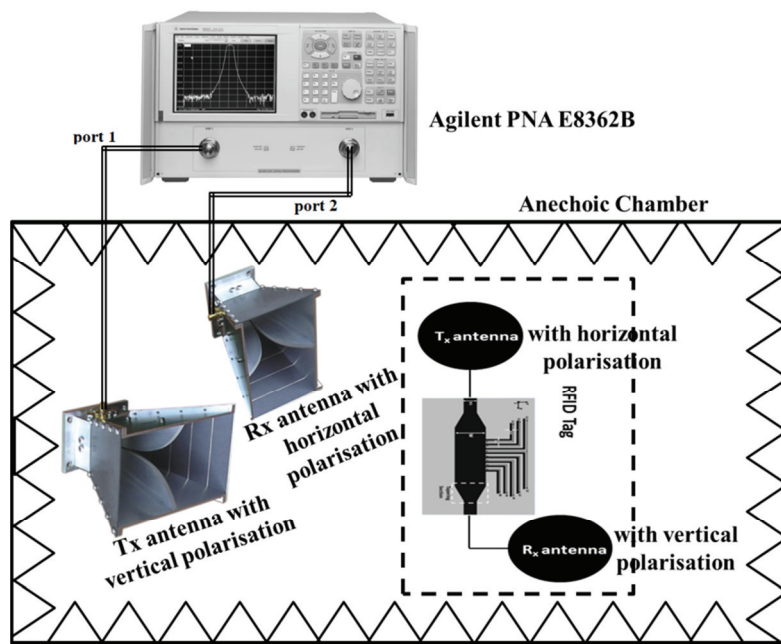 port 1
Agilent PNA E8362B
port 2
Anechoic Chamber
Tx antenna with
vertical polarisation
Rx antenna with
horizontal
polarisation
Tx antenna
with horizontal
polarisation
RFID Tag
Rx antenna
with vertical
polarisation